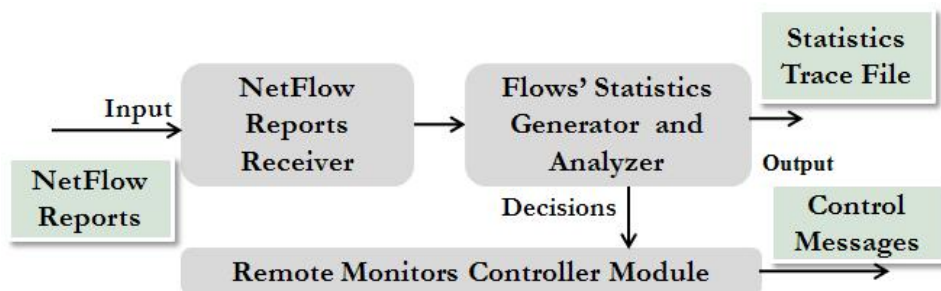 Input
NetFlow
Reports
NetFlow
Reports
Receiver
Flows' Statistics
Generator and
Analyzer
Statistics
Trace File
Output
Decisions
Remote Monitors Controller Module
Control
Messages